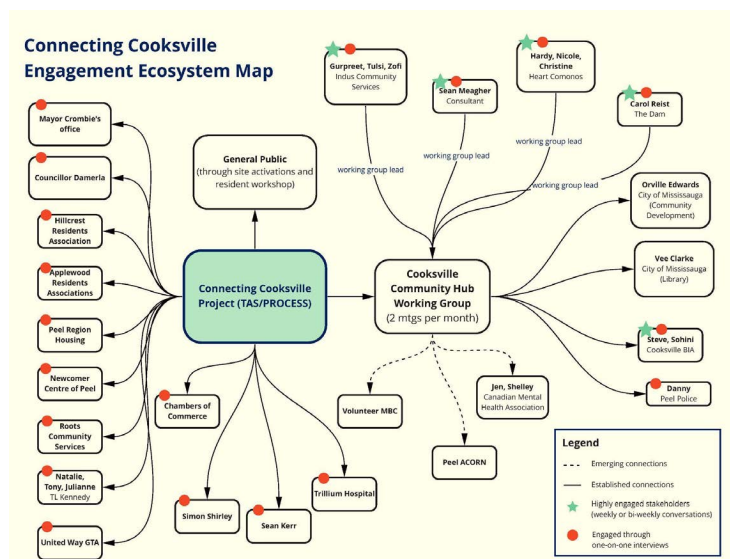 Connecting Cooksville
Engagement Ecosystem Map
Mayor Crombie's
office
Councillor Damerla
Hillcrest
Residents
Association
Applewood
Residents
Associations
Peel Region
Housing
Newcomer
Centre of Peel
Roots
Community
Services
Natalie,
Tony, Julianne
TL Kennedy
United Way GTA
General Public
(through site activations and
resident workshop)
Connecting Cooksville
Project (TAS/PROCESS)
Chambers of
Commerce
Simon Shirley
Sean Kerr
Trillium Hospital
Gurpreet, Tulsi, Zofi
Indus Community
Services
Sean Meagher
Consultant
Hardy, Nicole,
Christine
Heart Comonos
Carol Reist
The Dam
working group lead
working group lead
working group lead
working group lead
Cooksville
Community Hub
Working Group
(2 mtgs per month)
Volunteer MBC
Peel ACORN
Jen, Shelley
Canadian Mental
Health Association
Orville Edwards
City of Mississauga
(Community
Development)
Vee Clarke
City of Mississauga
(Library)
Steve, Sohini
Cooksville BIA
Danny
Peel Police
Legend
Emerging connections
Established connections
Highly engaged stakeholders
(weekly or bi-weekly conversations)
Engaged through
one-on-one interviews